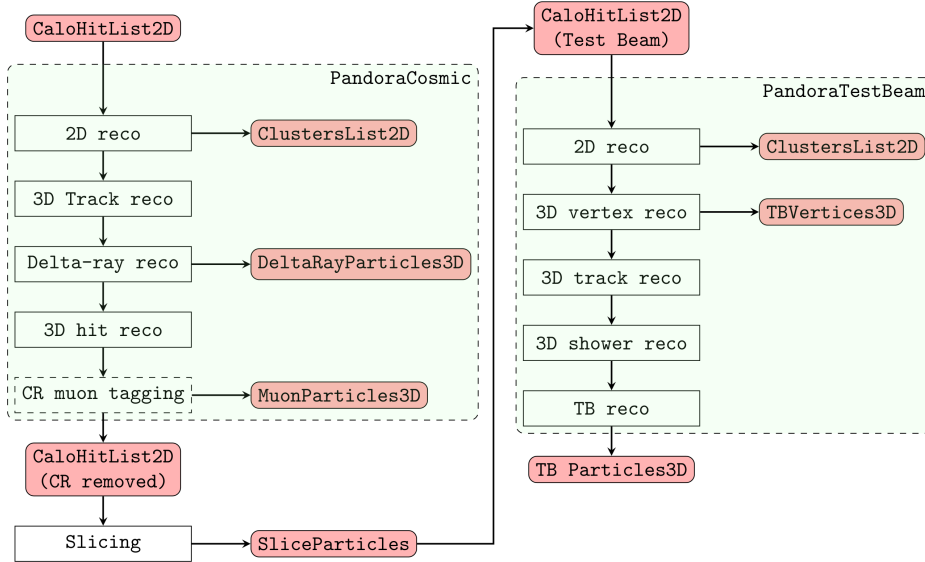 CaloHitList2D
PandoraCosmic
2D reco
ClustersList2D
3D Track reco
Delta-ray reco
DeltaRayParticles3D
3D hit reco
CR muon tagging
MuonParticles3D
CaloHitList2D
(CR removed)
Slicing
SliceParticles
CaloHitList2D
(Test Beam)
PandoraTestBeam
2D reco
ClustersList2D
3D vertex reco
TBVertices3D
3D track reco
3D shower reco
TB reco
TB Particles3D